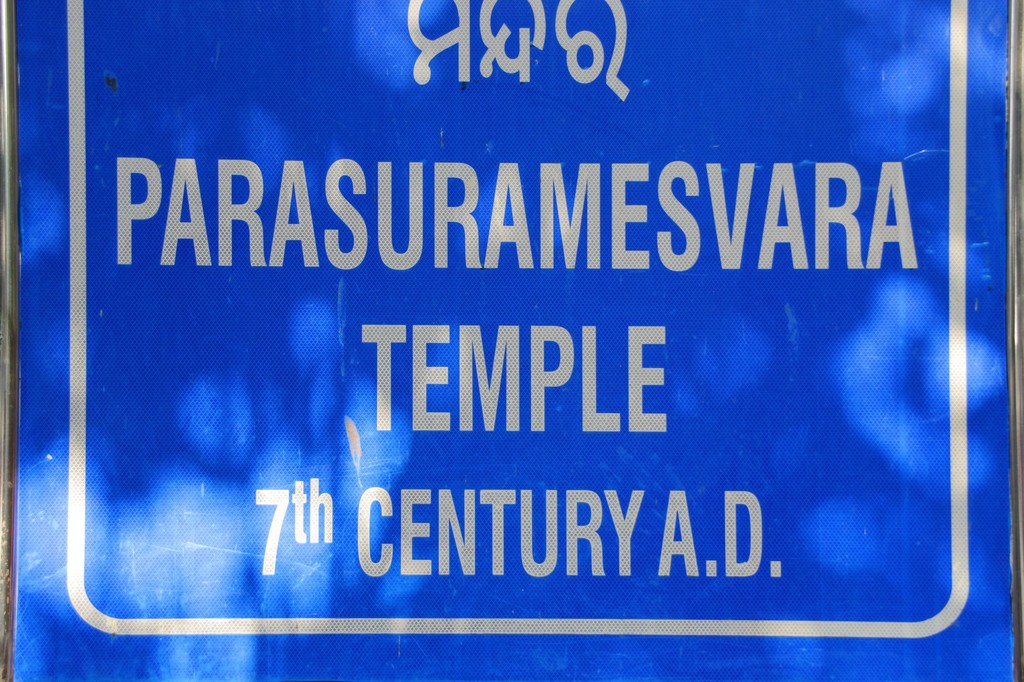 ମନ୍ଦିର
PARASURAMESVARA
TEMPLE
7th CENTURY A.D.